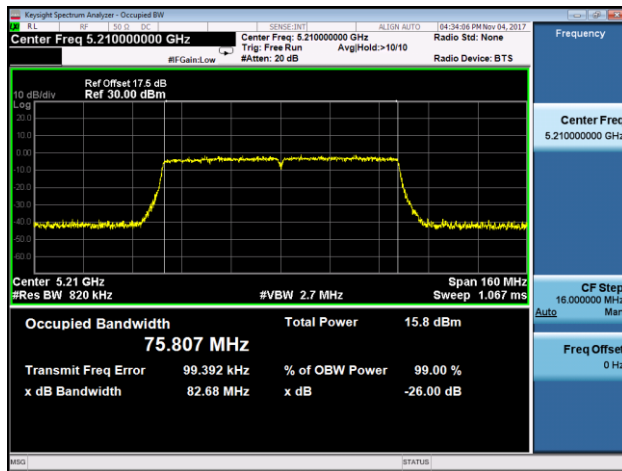 Keysight Spectrum Analyzer - Occupied BW
RL RF 50 Ω DC SENSE:INT ALIGN AUTO 04:34:06 PM Nov 04, 2017
Center Freq 5.210000000 GHz
#IFGain:Low
Center Freq: 5.210000000 GHz
Trig: Free Run Avg|Hold:>10/10
#Atten: 20 dB
Radio Std: None
Radio Device: BTS
Frequency
Ref Offset 17.5 dB
10 dB/div Ref 30.00 dBm
Log
20.0
10.0
0.00
-10.0
-20.0
-30.0
-40.0
-50.0
-60.0
Center Freq
5.210000000 GHz
Center 5.21 GHz Span 160 MHz
#Res BW 820 kHz #VBW 2.7 MHz Sweep 1.067 ms
CF Step
16.000000 MHz
Auto Man
Occupied Bandwidth Total Power 15.8 dBm
75.807 MHz
Transmit Freq Error 99.392 kHz % of OBW Power 99.00 %
x dB Bandwidth 82.68 MHz x dB -26.00 dB
Freq Offset
0 Hz
MSG STATUS